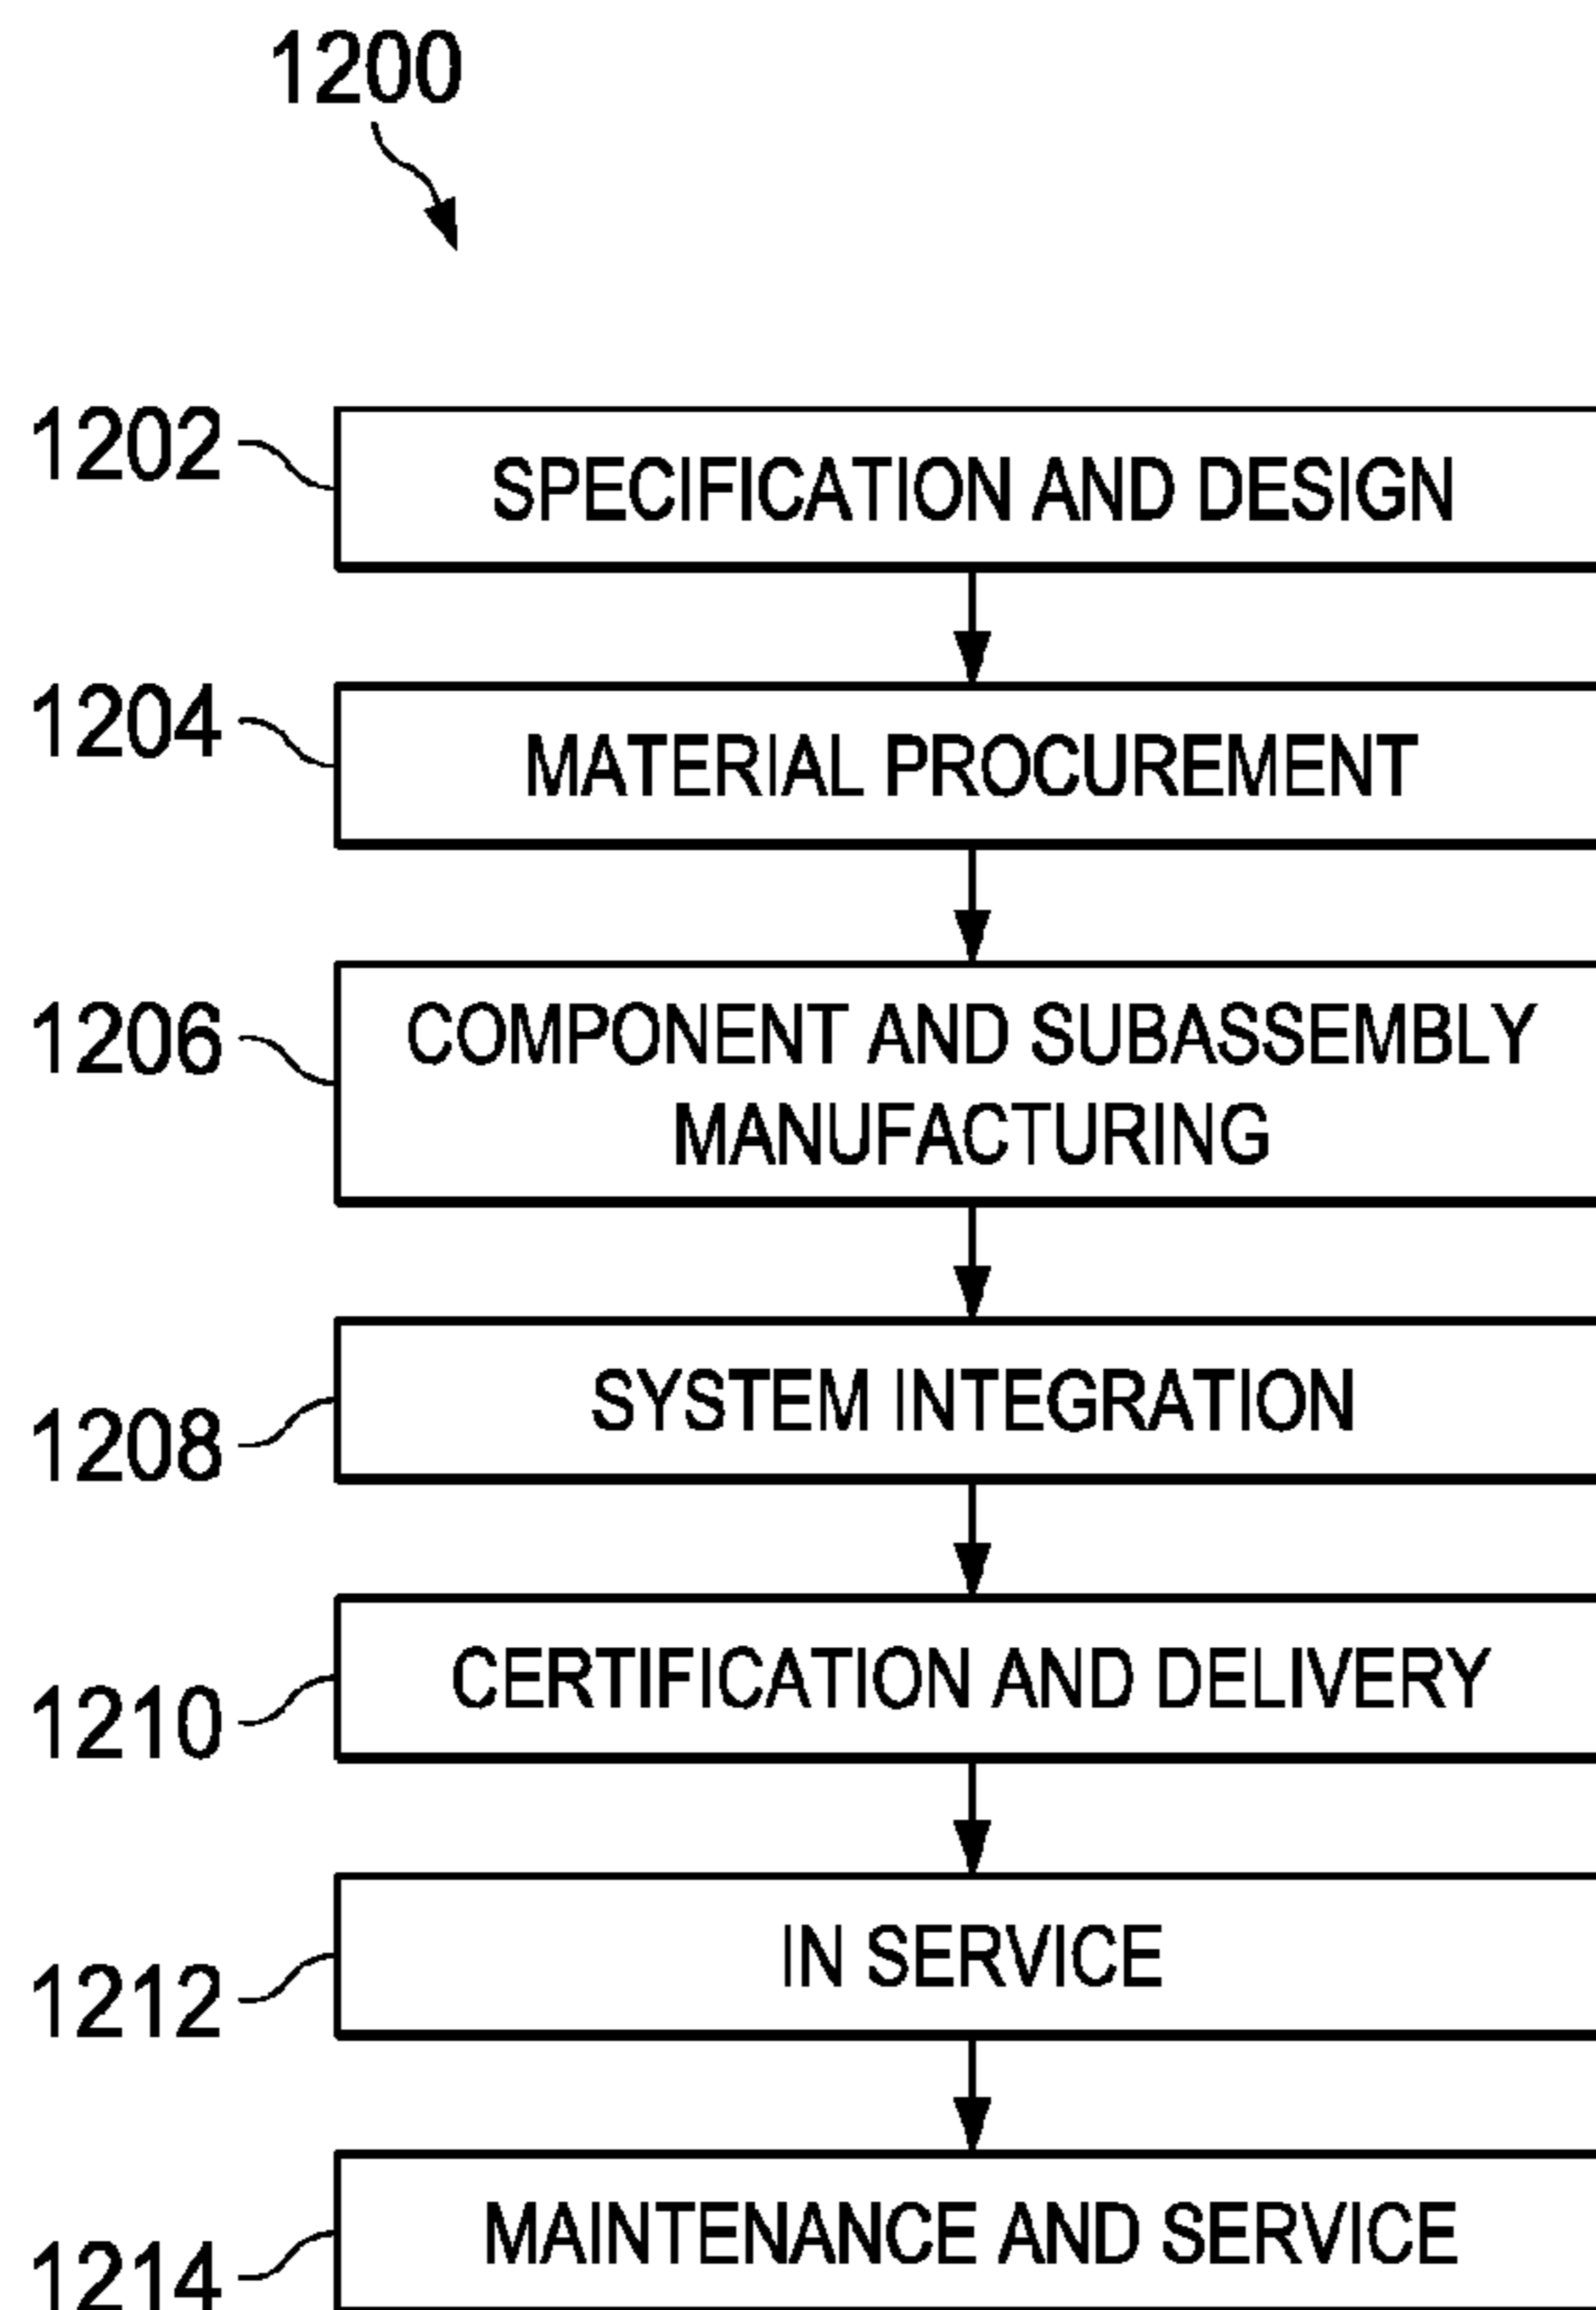 1200
1202
SPECIFICATION AND DESIGN
1204
MATERIAL PROCUREMENT
1206
COMPONENT AND SUBASSEMBLY
MANUFACTURING
1208
SYSTEM INTEGRATION
1210
CERTIFICATION AND DELIVERY
1212
IN SERVICE
1214
MAINTENANCE AND SERVICE